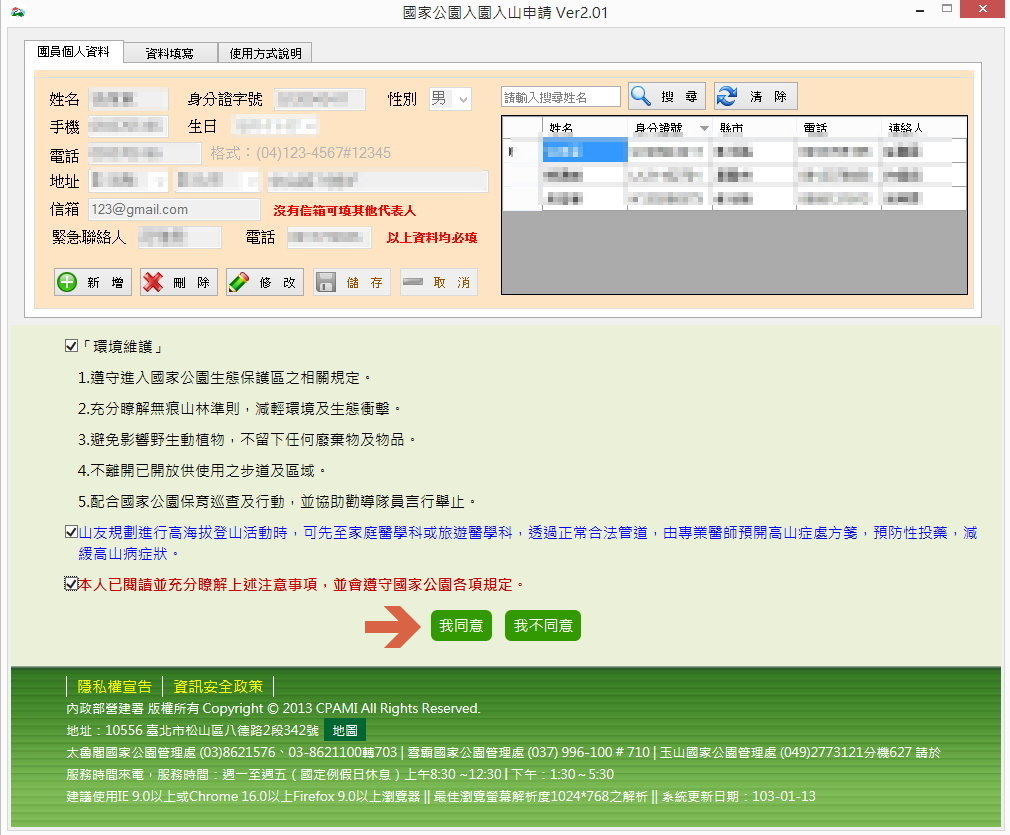 國家公園入園入山申請 Ver2.01
團員個人資料 資料填寫 使用方式說明
姓名 身分證字號 性別 男
手機 生日
電話 格式：(04)123-4567#12345
地址
信箱 123@gmail.com 沒有信箱可填其他代表人
緊急聯絡人 電話 以上資料均必填
新 增 刪 除 修 改 儲 存 取 消
請輸入搜尋姓名 搜 尋 清 除
姓名 身分證號 縣市 電話 連絡人
「環境維護」
1.遵守進入國家公園生態保護區之相關規定。
2.充分瞭解無痕山林準則，減輕環境及生態衝擊。
3.避免影響野生動植物，不留下任何廢棄物及物品。
4.不離開已開放供使用之步道及區域。
5.配合國家公園保育巡查及行動，並協助勸導隊員言行舉止。
山友規劃進行高海拔登山活動時，可先至家庭醫學科或旅遊醫學科，透過正常合法管道，由專業醫師預開高山症處方箋，預防性投藥，減
緩高山病症狀。
本人已閱讀並充分瞭解上述注意事項，並會遵守國家公園各項規定。
我同意 我不同意
隱私權宣告 資訊安全政策
內政部營建署 版權所有 Copyright © 2013 CPAMI All Rights Reserved.
地址：10556 臺北市松山區八德路2段342號 地圖
太魯閣國家公園管理處 (03)8621576、03-8621100轉703 | 雪霸國家公園管理處 (037) 996-100 # 710 | 玉山國家公園管理處 (049)2773121分機627 請於
服務時間來電，服務時間：週一至週五（國定例假日休息）上午8:30 ~12:30 | 下午：1:30～5:30
建議使用IE 9.0以上或Chrome 16.0以上Firefox 9.0以上瀏覽器 || 最佳瀏覽螢幕解析度1024*768之解析 || 系統更新日期：103-01-13